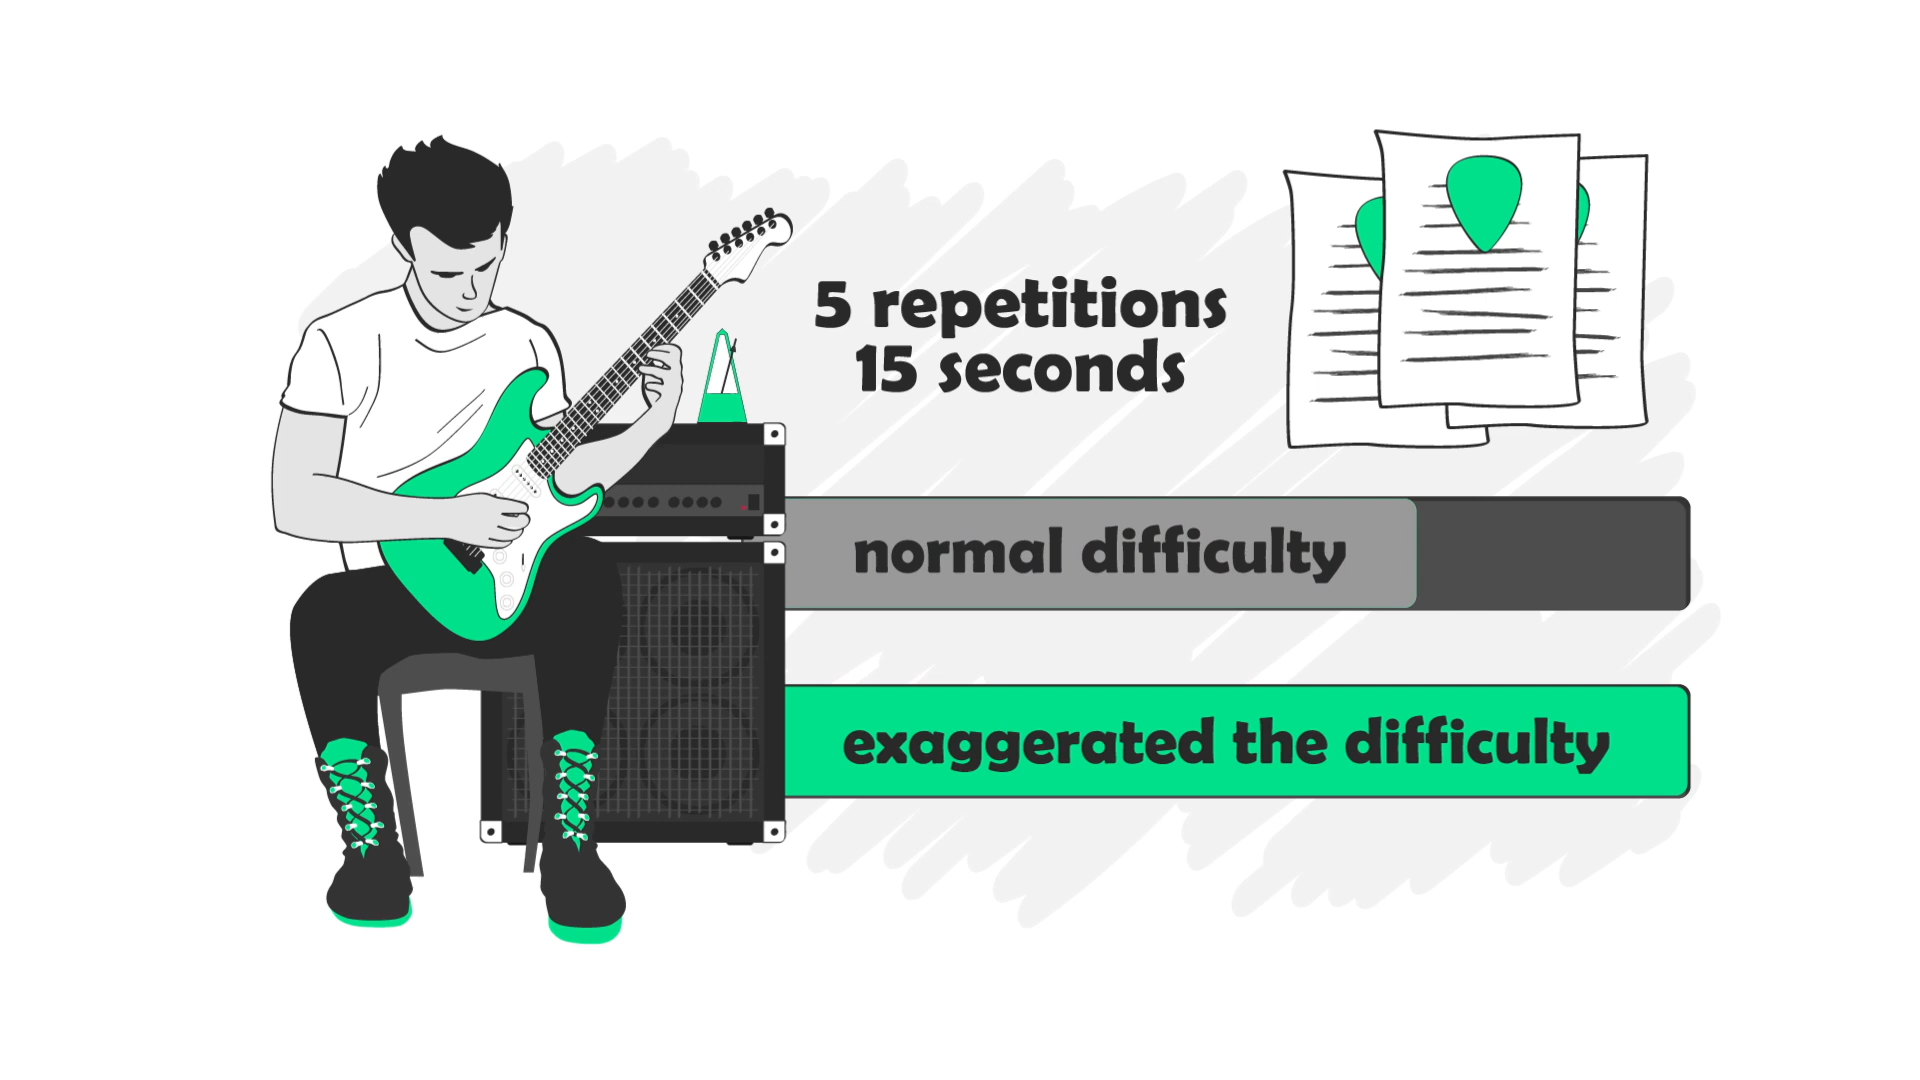 5 repetitions
15 seconds
normal difficulty
exaggerated the difficulty